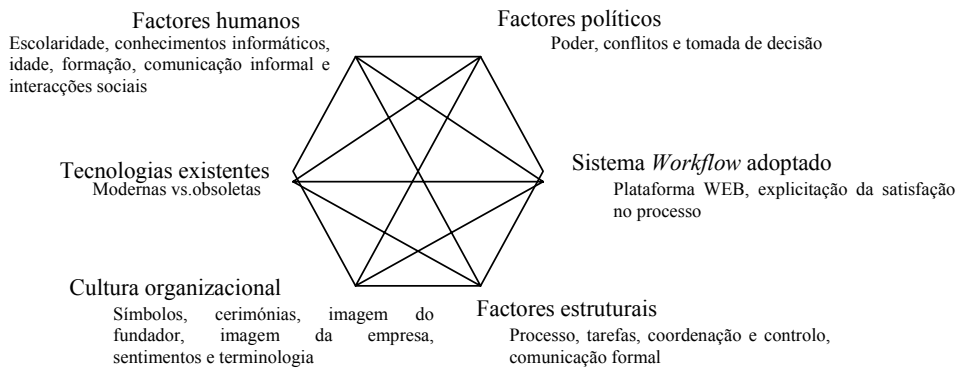 Factores humanos
Escolaridade, conhecimentos informáticos,
idade, formação, comunicação informal e
interacções sociais
Factores políticos
Poder, conflitos e tomada de decisão
Tecnologias existentes
Modernas vs.obsoletas
Sistema Workflow adoptado
Plataforma WEB, explicitação da satisfação
no processo
Cultura organizacional
Símbolos, cerimónias, imagem do
fundador, imagem da empresa,
sentimentos e terminologia
Factores estruturais
Processo, tarefas, coordenação e controlo,
comunicação formal